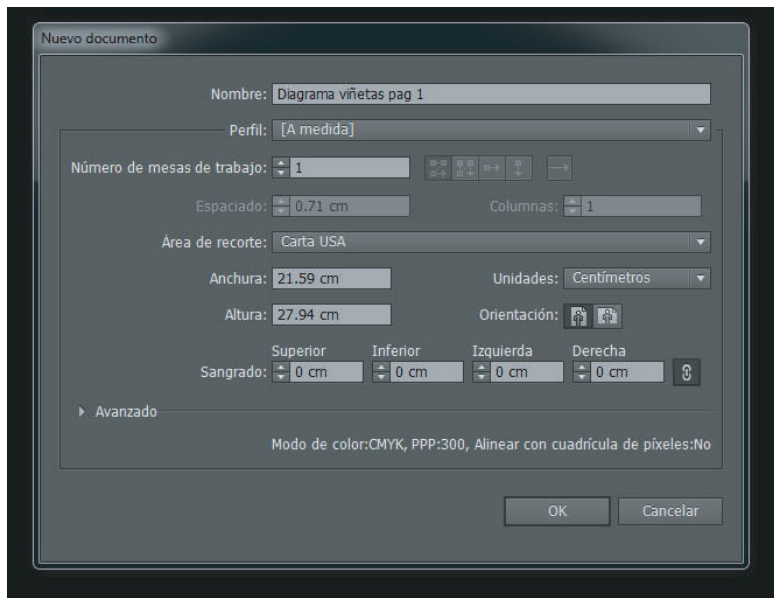 Nuevo documento
Nombre: Diagrama viñetas pag 1
Perfil: [A medida]
Número de mesas de trabajo: 1
Espaciado: 0.71 cm Columnas: 1
Área de recorte: Carta USA
Anchura: 21.59 cm Unidades: Centímetros
Altura: 27.94 cm Orientación:
Superior Inferior Izquierda Derecha
Sangrado: 0 cm 0 cm 0 cm 0 cm
Avanzado
Modo de color:CMYK, PPP:300, Alinear con cuadrícula de píxeles:No
OK Cancelar